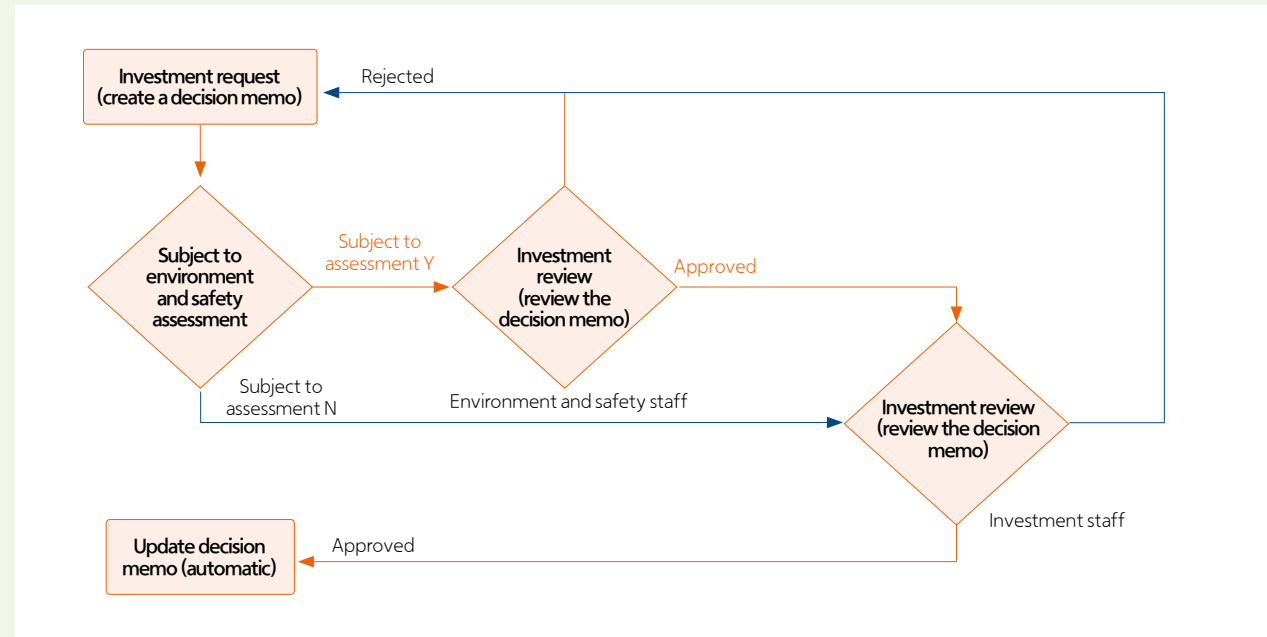 Investment request
(create a decision memo)
Rejected
Subject to
environment
and safety
assessment
Subject to
assessment Y
Investment
review
(review the
decision memo)
Approved
Subject to
assessment N
Environment and safety staff
Investment review
(review the decision
memo)
Investment staff
Update decision
memo (automatic)
Approved